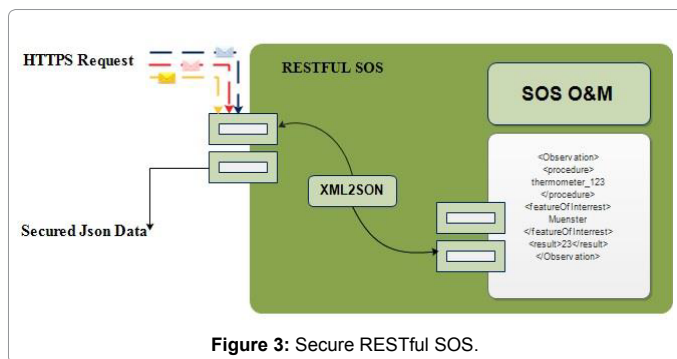 HTTPS Request
RESTFUL SOS
SOS O&M
<Observation>
<procedure>
thermometer_123
</procedure>
<featureOfInterrest>
Muenster
</featureOfInterest>
<result>23</result>
</Observation>
XML2SON
Secured Json Data
Figure 3: Secure RESTful SOS.